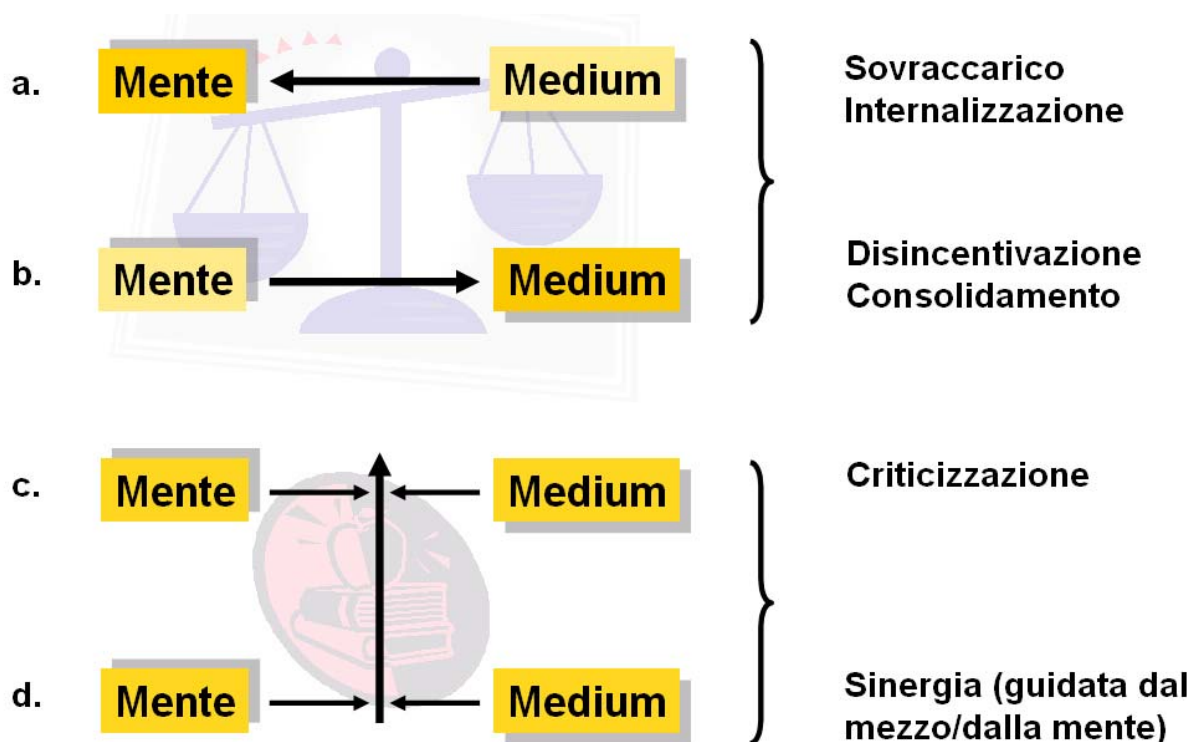 a.
Mente
Medium
Sovraccarico
Internalizzazione
b.
Mente
Medium
Disincentivazione
Consolidamento
c.
Mente
Medium
Criticizzazione
d.
Mente
Medium
Sinergia (guidata dal
mezzo/dalla mente)